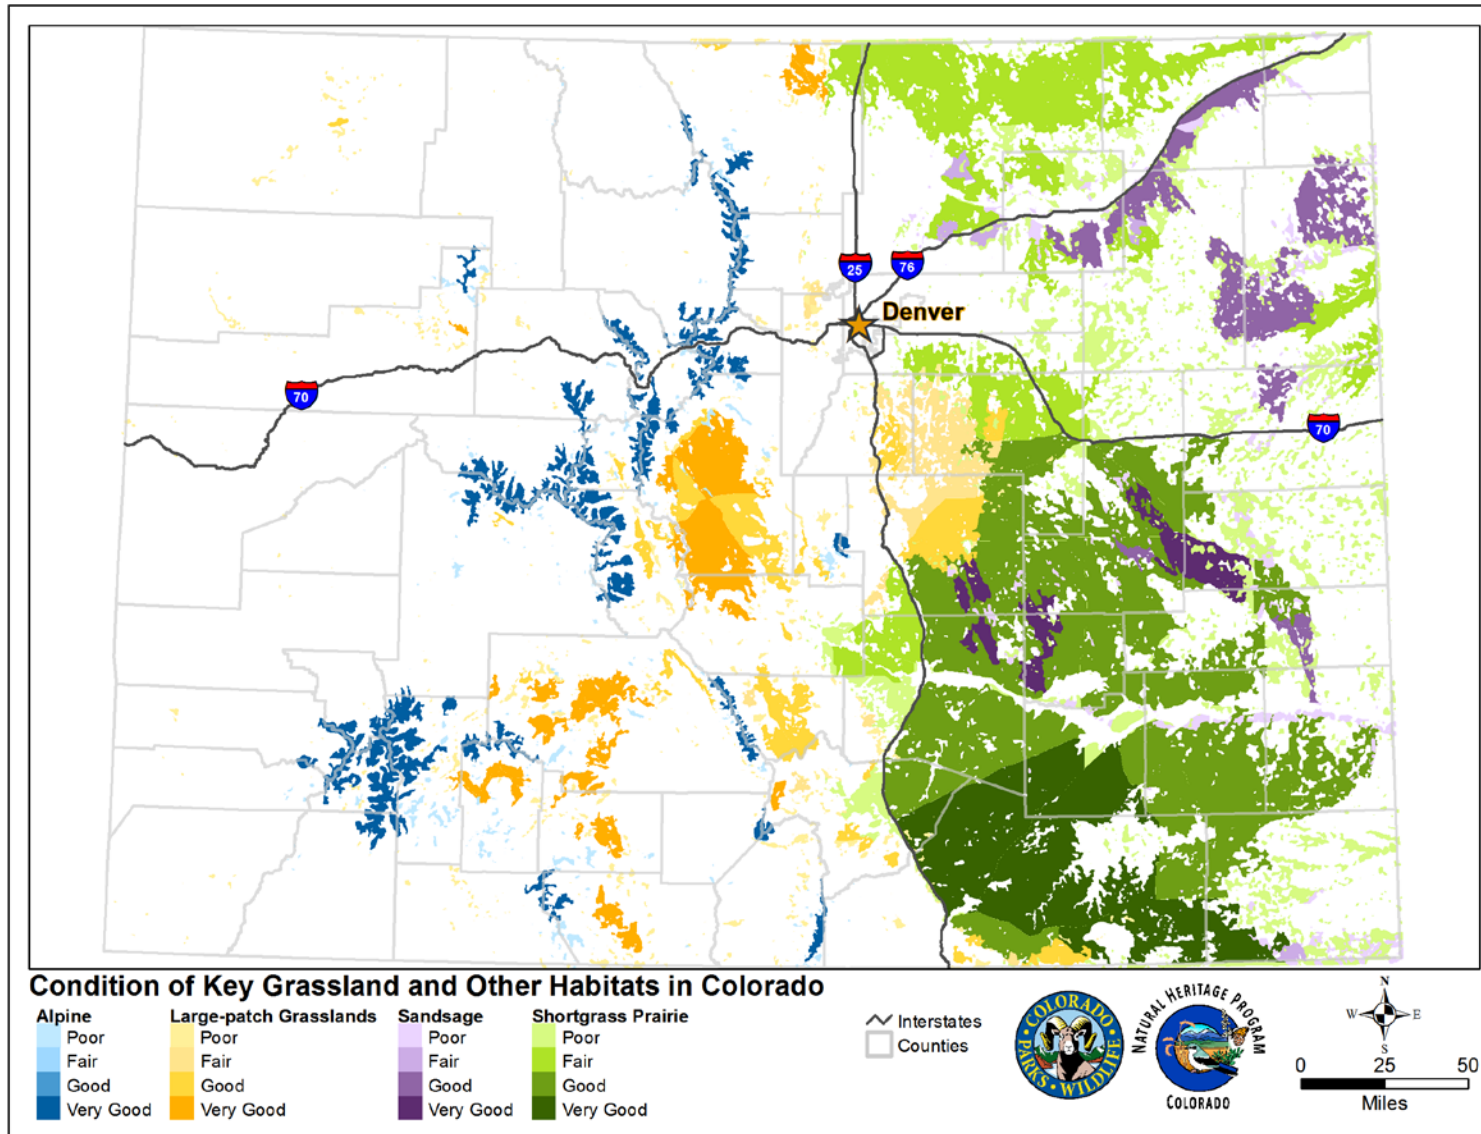 25
76
Denver
70
70
Condition of Key Grassland and Other Habitats in Colorado
Alpine
Poor
Fair
Good
Very Good
Large-patch Grasslands
Poor
Fair
Good
Very Good
Sandsage
Poor
Fair
Good
Very Good
Shortgrass Prairie
Poor
Fair
Good
Very Good
Interstates
Counties
COLORADO
PARKS • WILDLIFE
NATURAL HERITAGE PROGRAM
COLORADO
N
W E
S
0 25 50
Miles